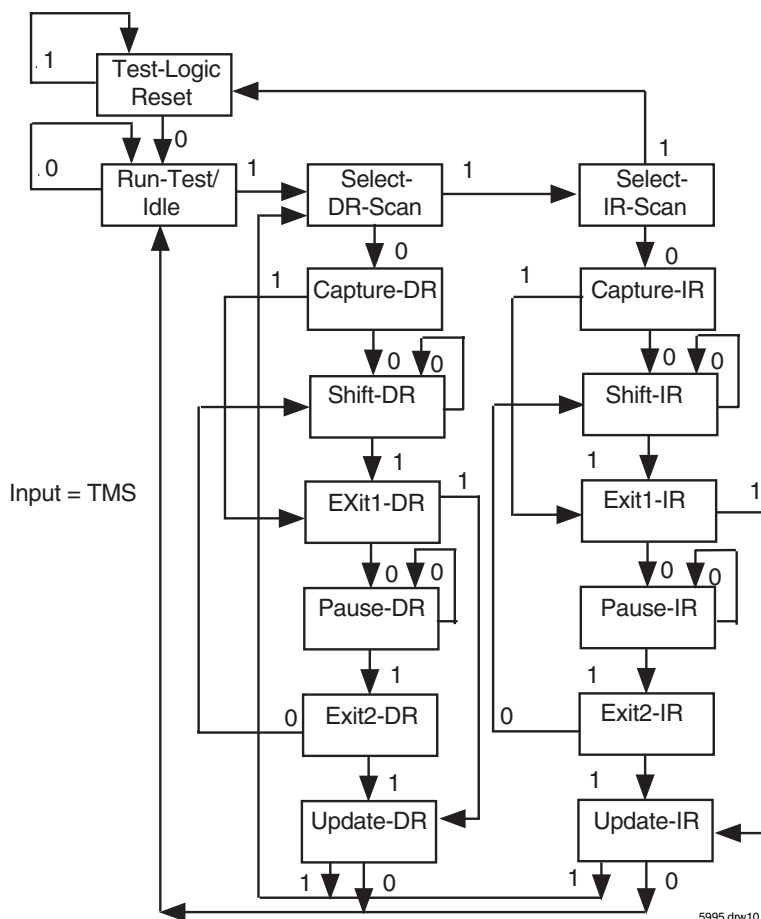 1
Test-Logic
Reset
0
1
0
Run-Test/
Idle
1
Select-
DR-Scan
1
Select-
IR-Scan
0
0
1
Capture-DR
1
Capture-IR
0
0
0
0
Shift-DR
Shift-IR
1
1
Input = TMS
EXit1-DR
1
Exit1-IR
1
0
0
0
0
Pause-DR
Pause-IR
1
1
0
Exit2-DR
0
Exit2-IR
1
1
Update-DR
Update-IR
1
0
1
0
5995 drw10